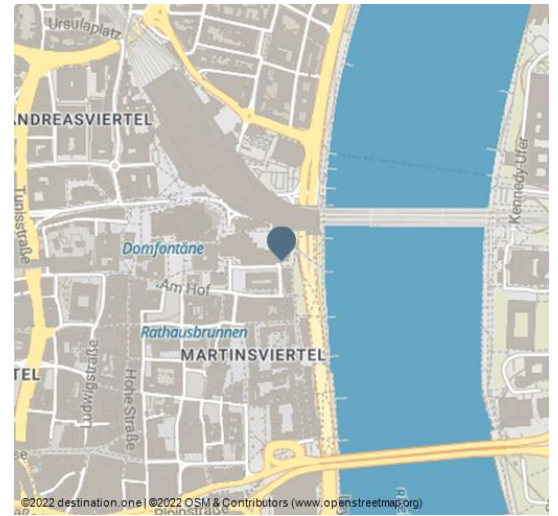 Ursulaplatz
ANDREASVIERTEL
Tunisstraße
Kennedy-Ufer
Domfontäne
Am Hof
Rathausbrunnen
MARTINSVIERTEL
TEL
Ludwigstraße
Hohe Straße
©2022 destination.one | ©2022 OSM & Contributors (www.openstreetmap.org)